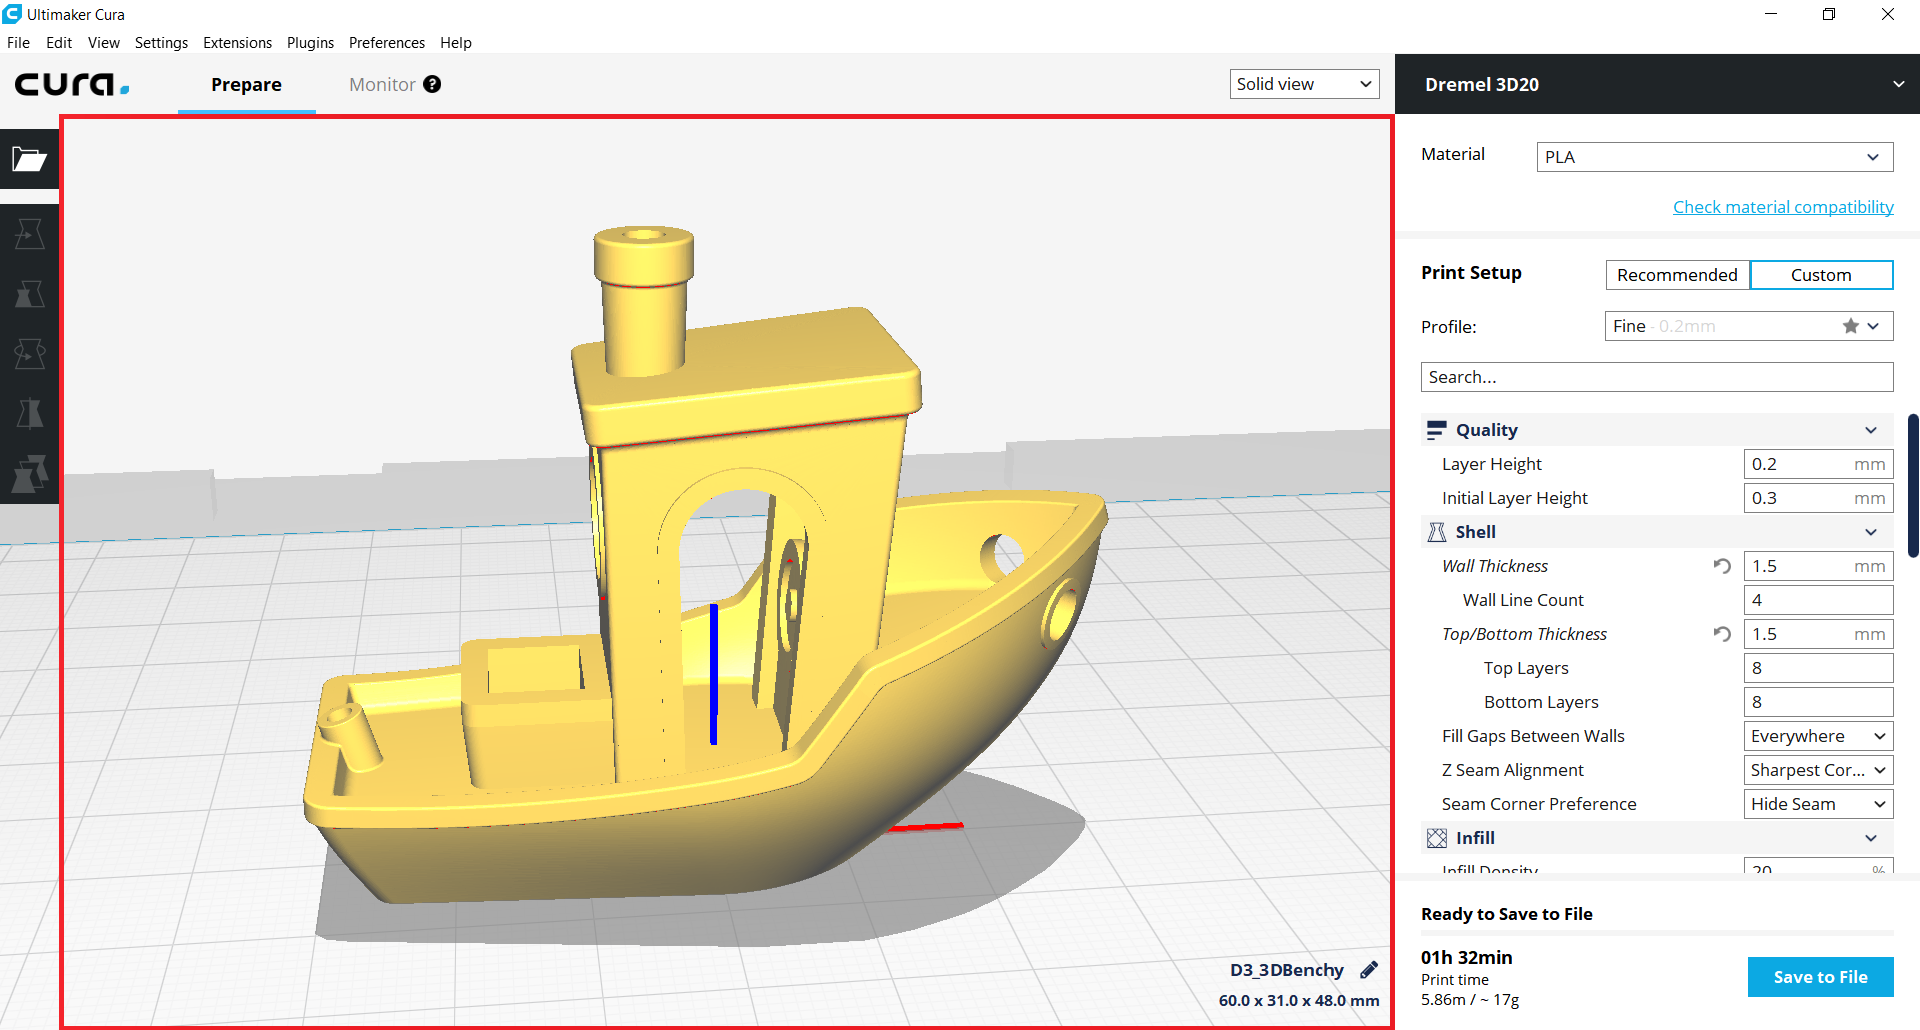 Ultimaker Cura
File Edit View Settings Extensions Plugins Preferences Help
cura.
Prepare Monitor ?
Solid view
Dremel 3D20
Material PLA
Check material compatibility
Print Setup Recommended Custom
Profile: Fine - 0.2mm
Search...
Quality
Layer Height 0.2 mm
Initial Layer Height 0.3 mm
Shell
Wall Thickness 1.5 mm
Wall Line Count 4
Top/Bottom Thickness 1.5 mm
Top Layers 8
Bottom Layers 8
Fill Gaps Between Walls Everywhere
Z Seam Alignment Sharpest Cor...
Seam Corner Preference Hide Seam
Infill
Infill Density 20 %
Ready to Save to File
01h 32min
Print time
5.86m / ~ 17g
Save to File
D3_3DBenchy
60.0 x 31.0 x 48.0 mm